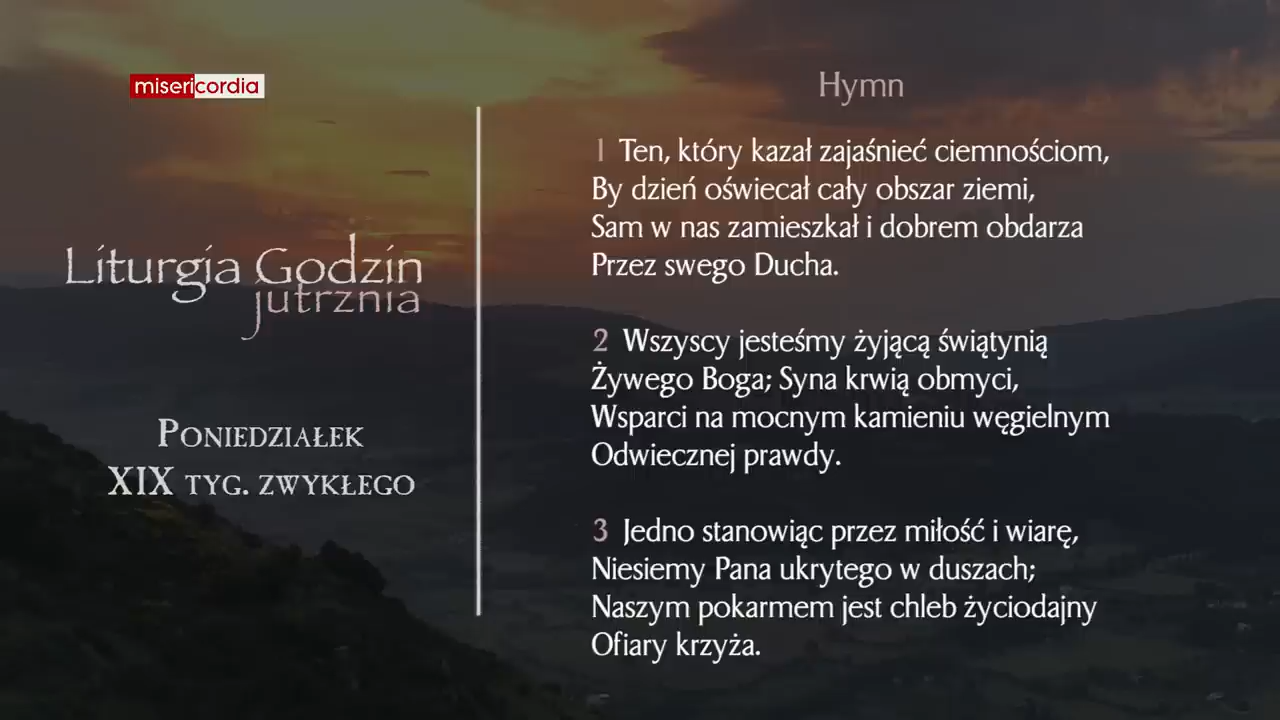 misericordia
Liturgia Godzin
jutrznia
Poniedziałek
XIX tyg. zwykłego
Hymn
1 Ten, który kazał zajaśnieć ciemnościom,
By dzień oświecał cały obszar ziemi,
Sam w nas zamieszkał i dobrem obdarza
Przez swego Ducha.
2 Wszyscy jesteśmy żyjącą świątynią
Żywego Boga; Syna krwią obmyci,
Wsparci na mocnym kamieniu węgielnym
Odwiecznej prawdy.
3 Jedno stanowiąc przez miłość i wiarę,
Niesiemy Pana ukrytego w duszach;
Naszym pokarmem jest chleb życiodajny
Ofiary krzyża.